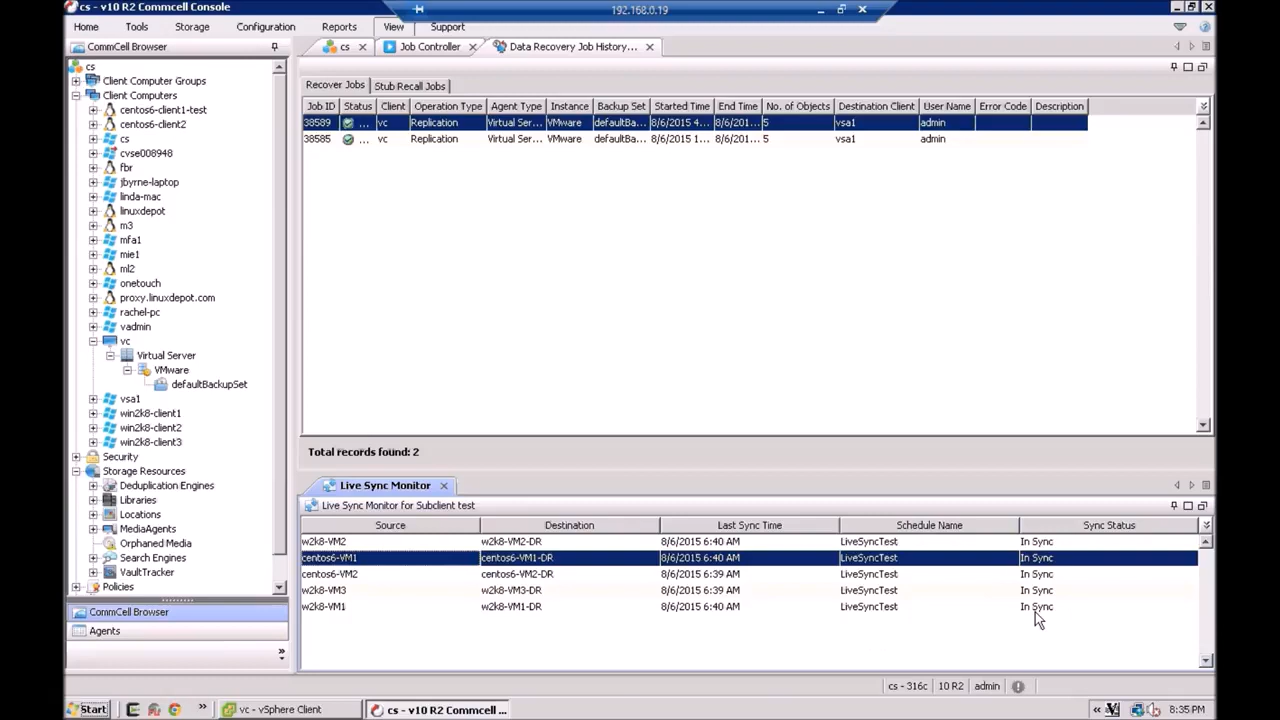 cs - v10 R2 Commcell Console
192.168.0.19
Home Tools Storage Configuration Reports View Support
CommCell Browser
cs Job Controller Data Recovery Job History...
cs
Client Computer Groups
Client Computers
centos6-client1-test
centos6-client2
cs
cvse008948
fbr
jbyrne-laptop
linda-mac
linuxdepot
m3
mfa1
mie1
ml2
onetouch
proxy.linuxdepot.com
rachel-pc
vadmin
vc
Virtual Server
VMware
defaultBackupSet
vsa1
win2k8-client1
win2k8-client2
win2k8-client3
Security
Storage Resources
Deduplication Engines
Libraries
Locations
MediaAgents
Orphaned Media
Search Engines
VaultTracker
Policies
CommCell Browser
Agents
Recover Jobs Stub Recall Jobs
Job ID Status Client Operation Type Agent Type Instance Backup Set Started Time End Time No. of Objects Destination Client User Name Error Code Description
38589 ... vc Replication Virtual Ser... VMware defaultBa... 8/6/2015 4... 8/6/201... 5 vsa1 admin
38585 ... vc Replication Virtual Ser... VMware defaultBa... 8/6/2015 1... 8/6/201... 5 vsa1 admin
Total records found: 2
Live Sync Monitor
Live Sync Monitor for Subclient test
Source Destination Last Sync Time Schedule Name Sync Status
w2k8-VM2 w2k8-VM2-DR 8/6/2015 6:40 AM LiveSyncTest In Sync
centos6-VM1 centos6-VM1-DR 8/6/2015 6:40 AM LiveSyncTest In Sync
centos6-VM2 centos6-VM2-DR 8/6/2015 6:39 AM LiveSyncTest In Sync
w2k8-VM3 w2k8-VM3-DR 8/6/2015 6:39 AM LiveSyncTest In Sync
w2k8-VM1 w2k8-VM1-DR 8/6/2015 6:40 AM LiveSyncTest In Sync
cs - 316c 10 R2 admin
Start vc - vSphere Client cs - v10 R2 Commcell ... 8:35 PM